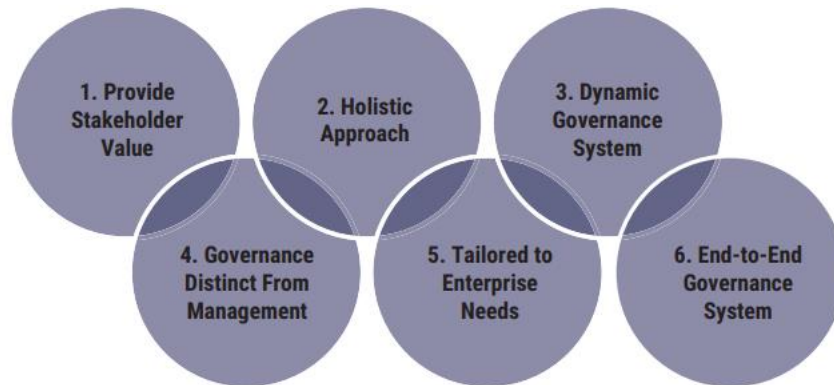 1. Provide
Stakeholder
Value
2. Holistic
Approach
3. Dynamic
Governance
System
4. Governance
Distinct From
Management
5. Tailored to
Enterprise
Needs
6. End-to-End
Governance
System